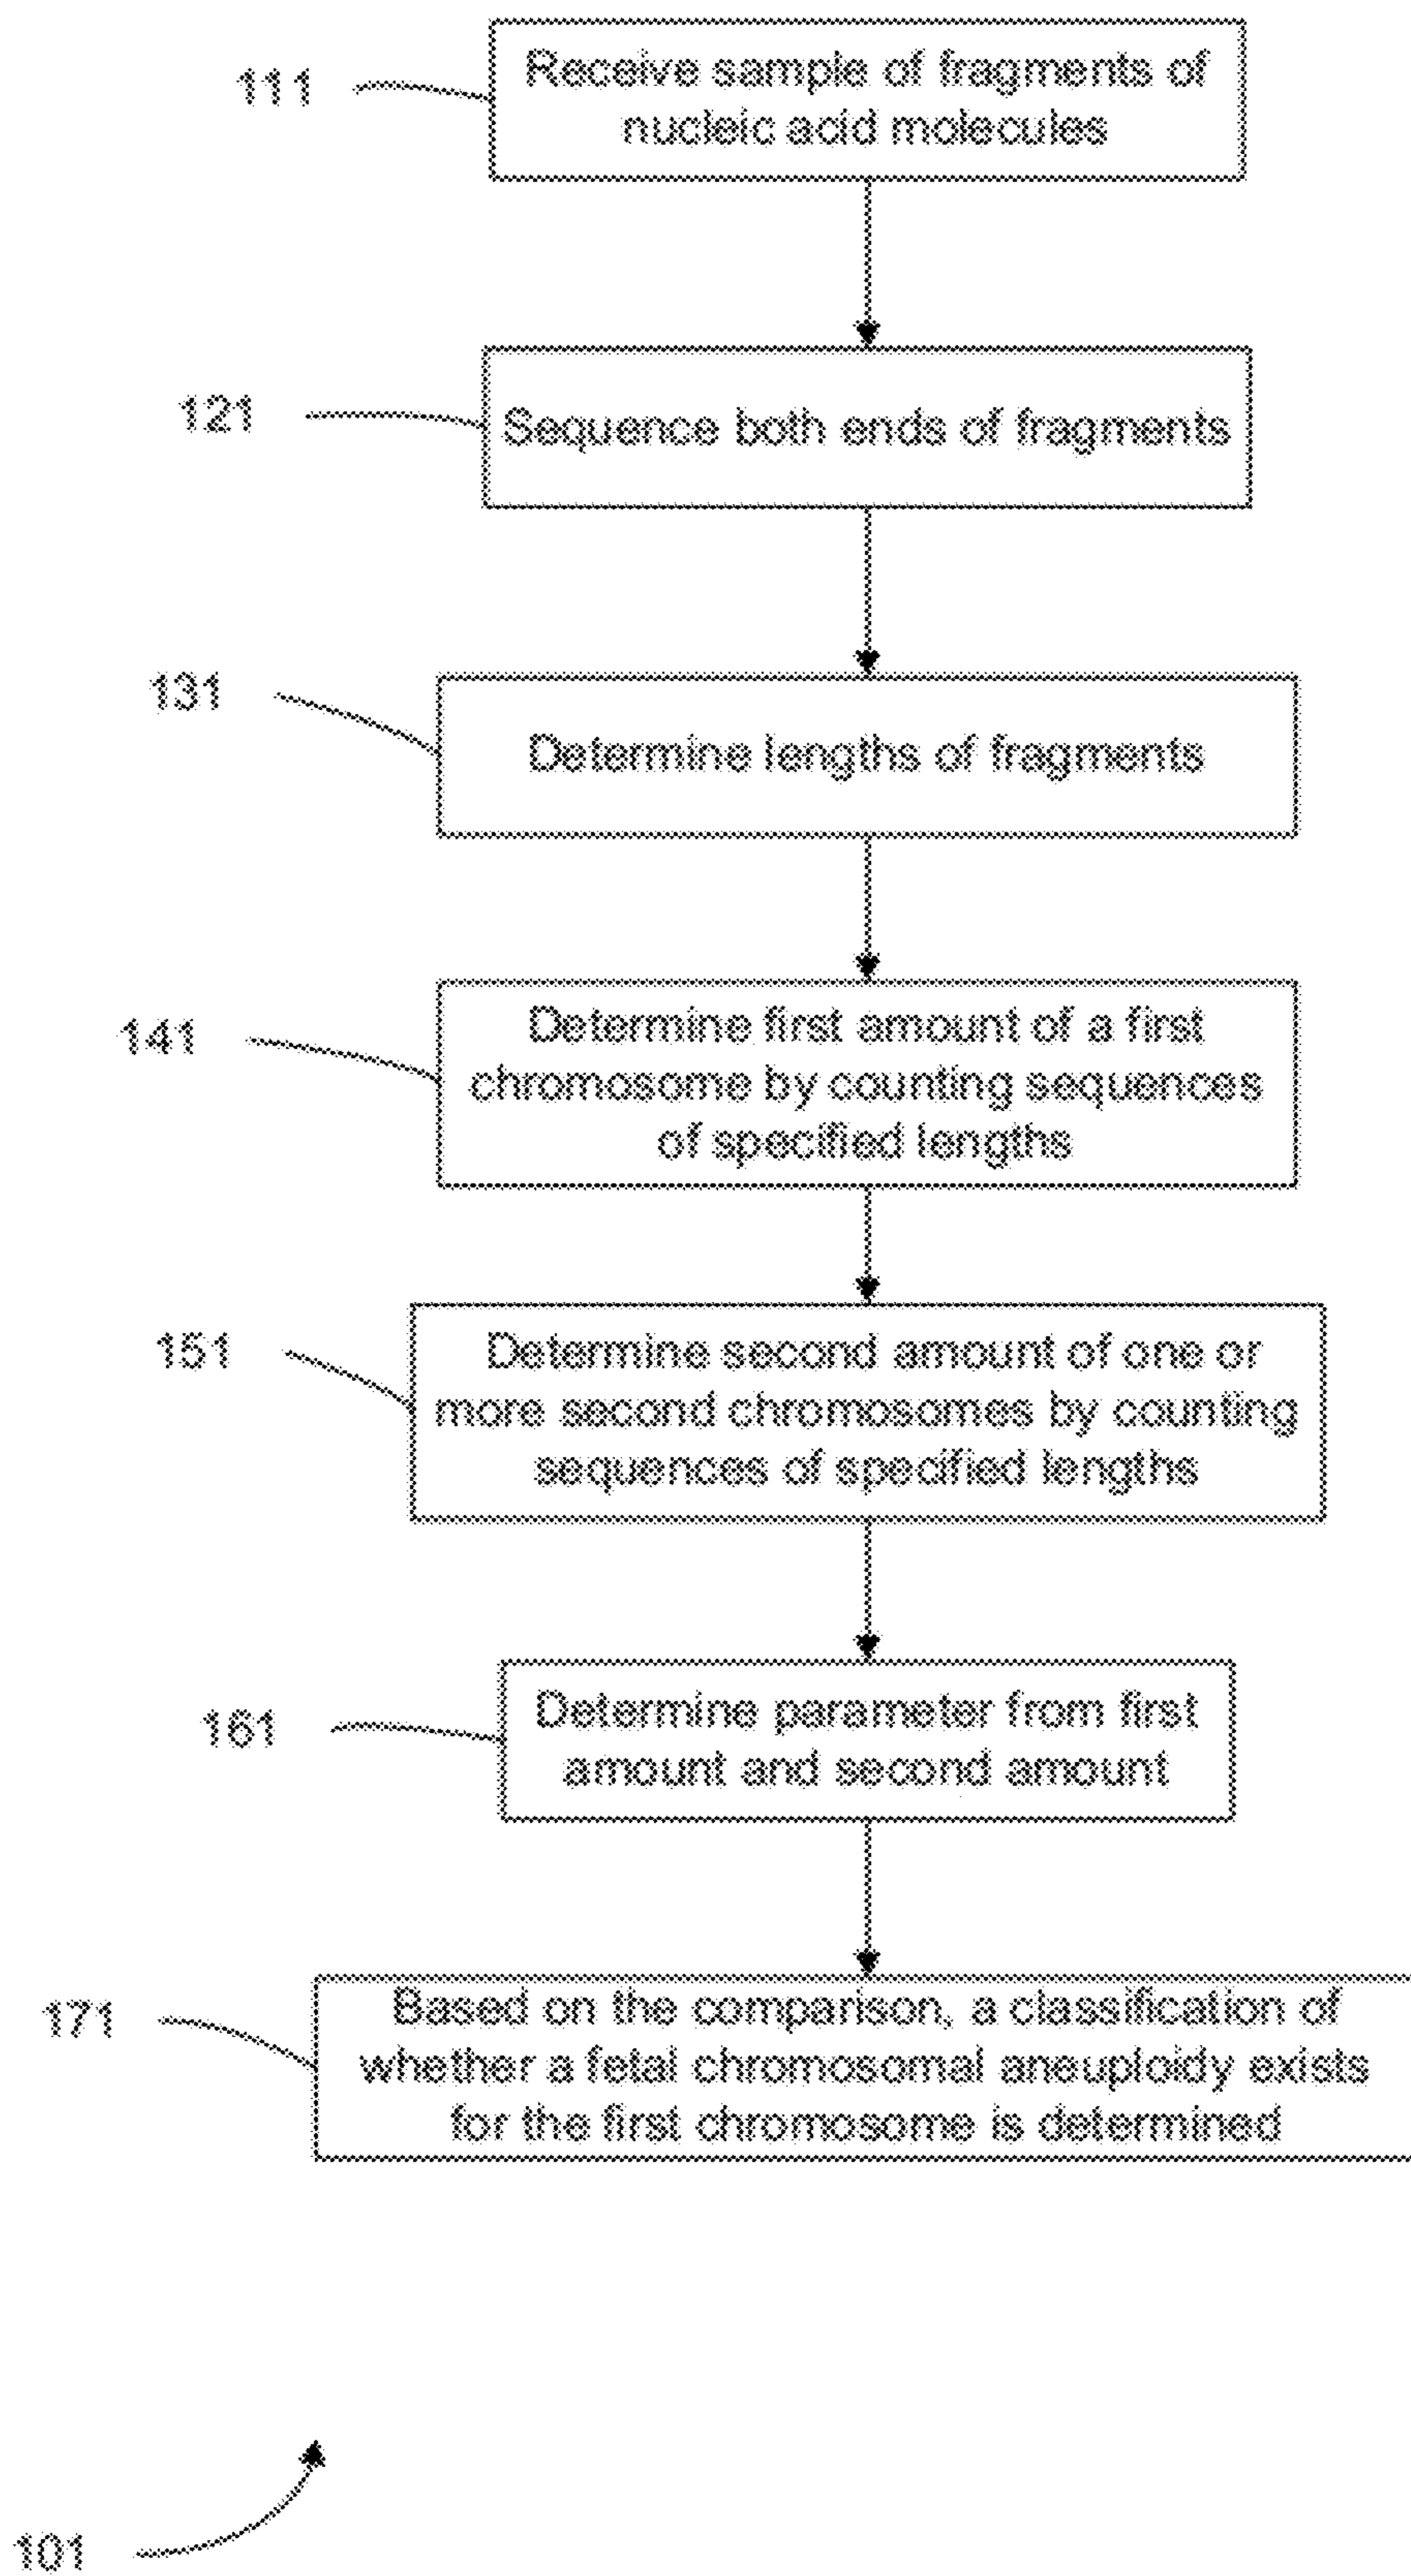 111
Receive sample of fragments of
nucleic acid molecules
121
Sequence both ends of fragments
131
Determine lengths of fragments
141
Determine first amount of a first
chromosome by counting sequences
of specified lengths
151
Determine second amount of one or
more second chromosomes by counting
sequences of specified lengths
161
Determine parameter from first
amount and second amount
171
Based on the comparison, a classification of
whether a fetal chromosomal aneuploidy exists
for the first chromosome is determined
101